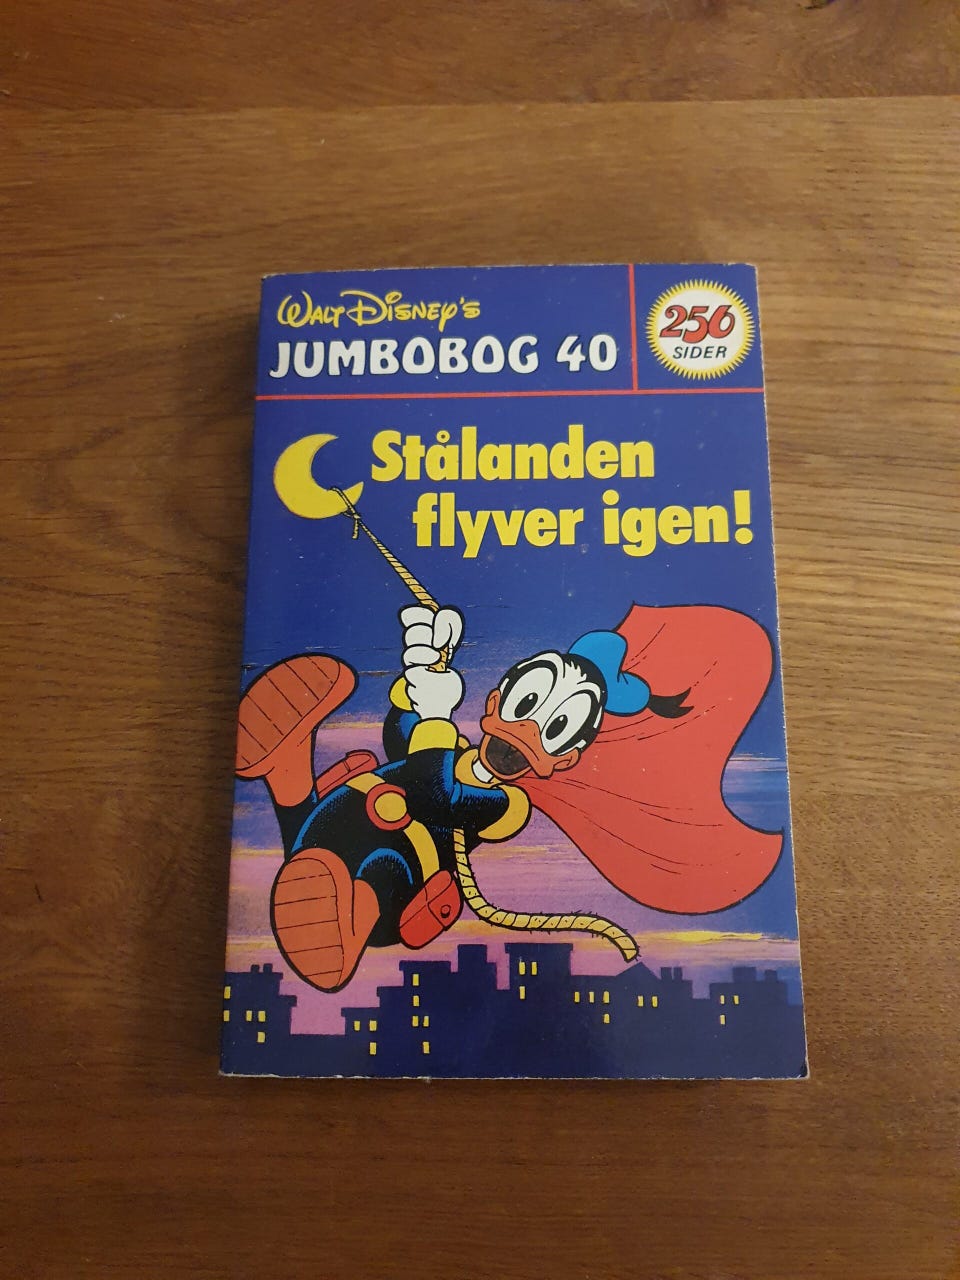 WALT DISNEY'S
JUMBOBOG 40
256
SIDER
Stålanden
flyver igen!